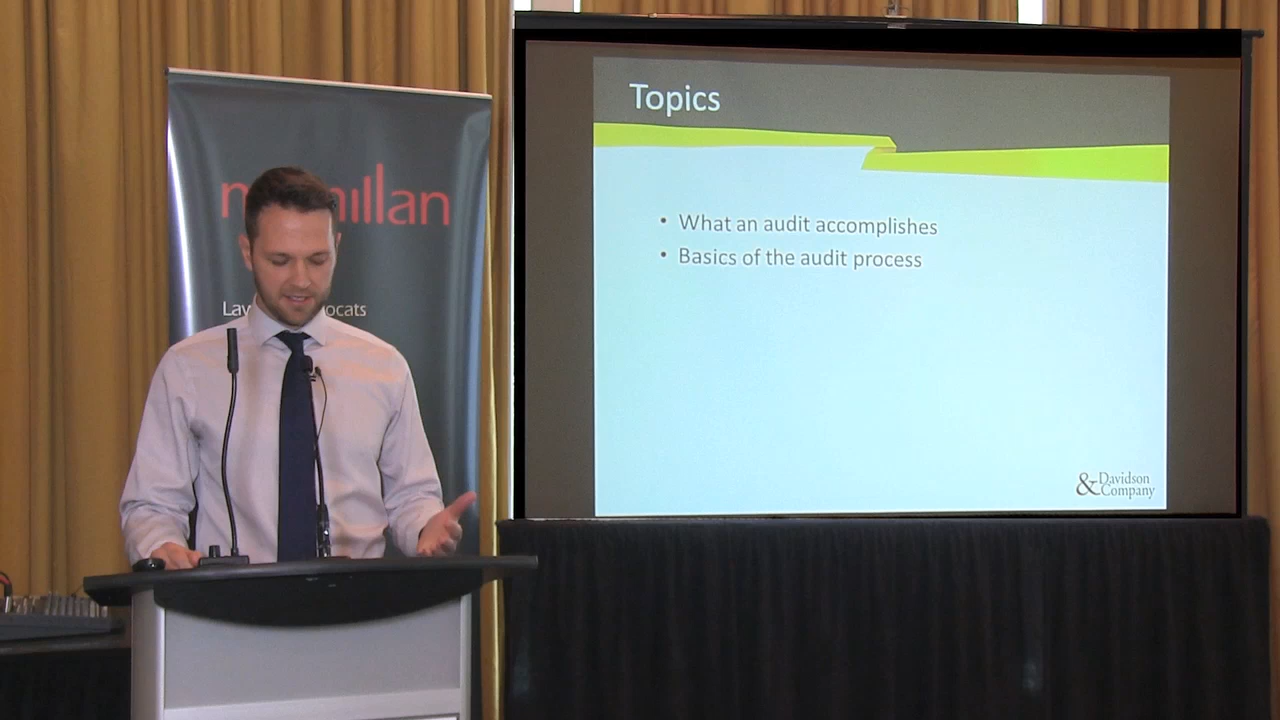 Topics
• What an audit accomplishes
• Basics of the audit process
& Davidson
Company